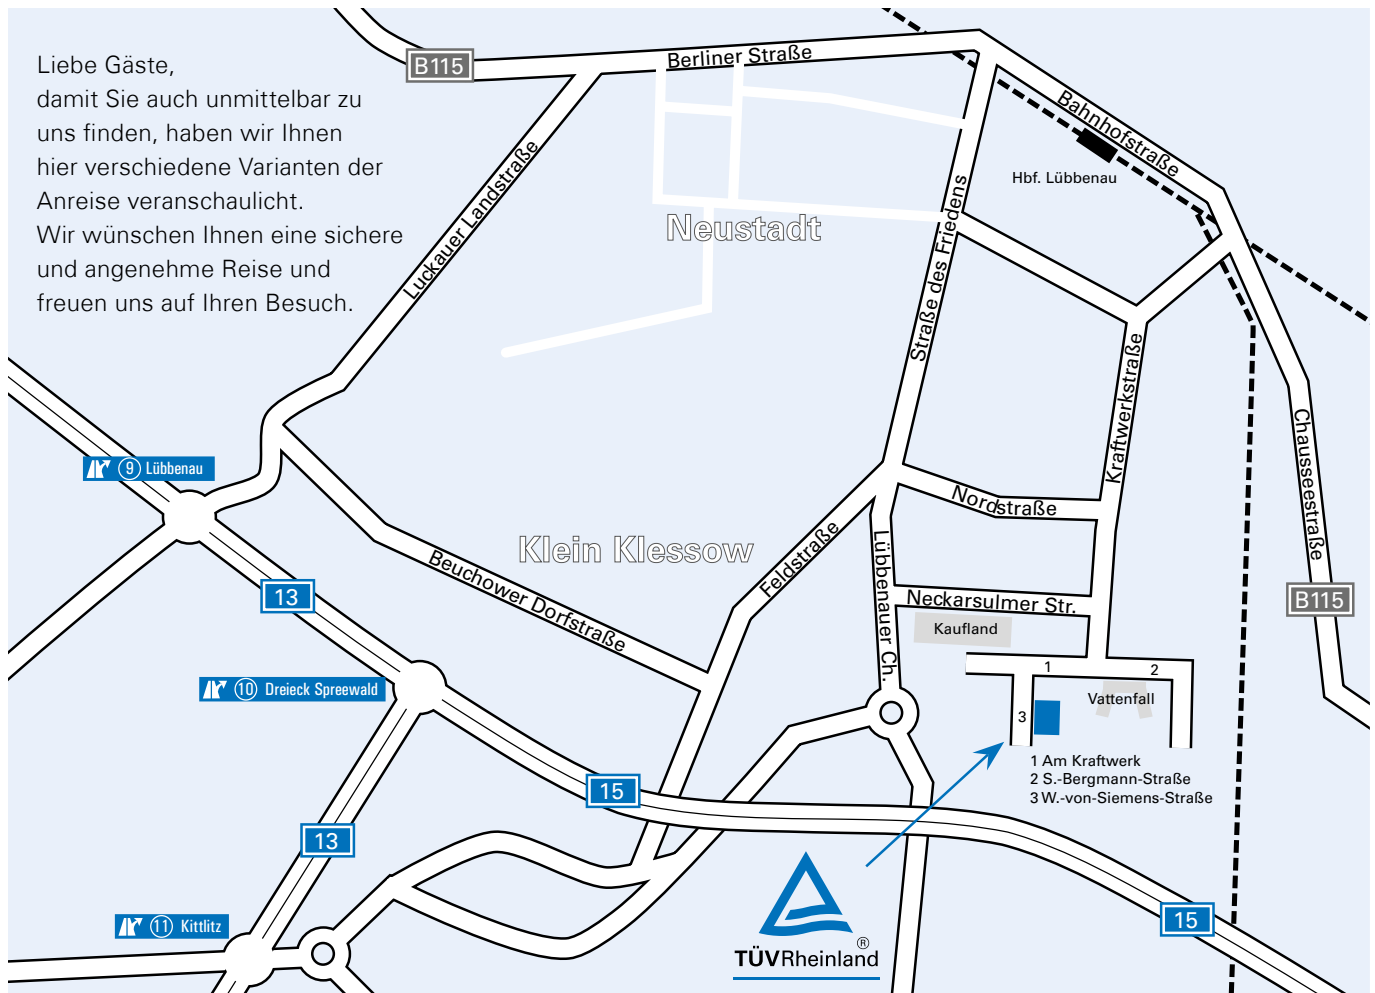 Liebe Gäste,
damit Sie auch unmittelbar zu
uns finden, haben wir Ihnen
hier verschiedene Varianten der
Anreise veranschaulicht.
Wir wünschen Ihnen eine sichere
und angenehme Reise und
freuen uns auf Ihren Besuch.
B115
Berliner Straße
Bahnhofstraße
Hbf. Lübbenau
Luckauer Landstraße
Neustadt
Straße des Friedens
Kraftwerkstraße
Chausseestraße
9 Lübbenau
Nordstraße
Klein Klessow
Feldstraße
Beuchower Dorfstraße
Lübbenauer Ch.
13
Neckarsulmer Str.
B115
Kaufland
1
2
10 Dreieck Spreewald
Vattenfall
3
1 Am Kraftwerk
2 S.-Bergmann-Straße
3 W.-von-Siemens-Straße
15
13
15
11 Kittlitz
®
TÜVRheinland